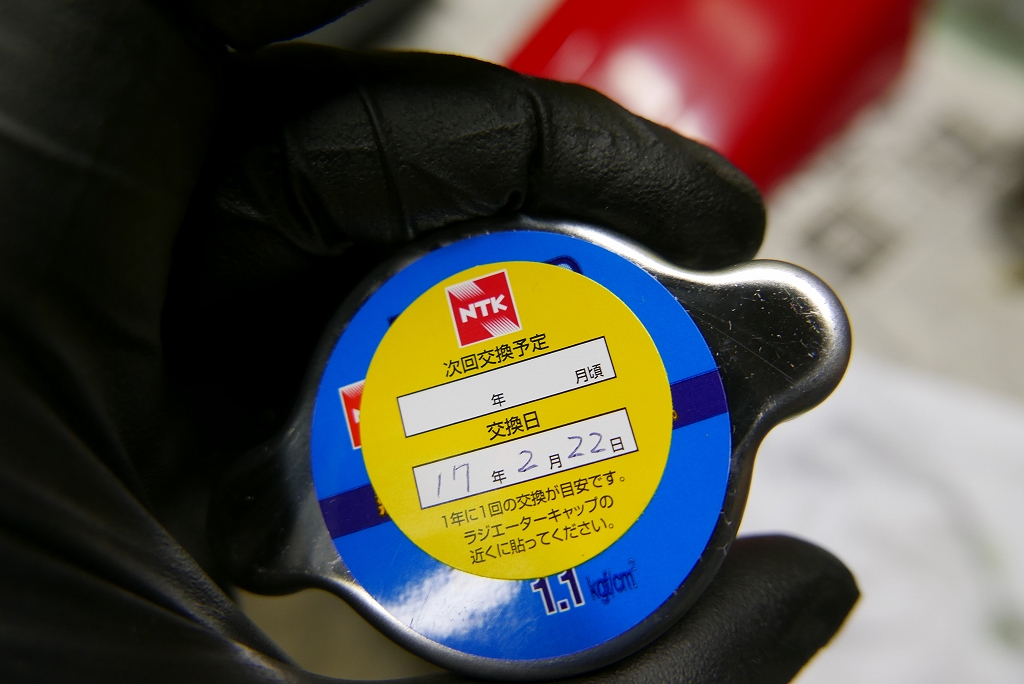 NTK
次回交換予定
年 月頃
交換日
17 年 2 月 22 日
1年に1回の交換が目安です。
ラジエーターキャップの
近くに貼ってください。
1.1 kgf/cm²